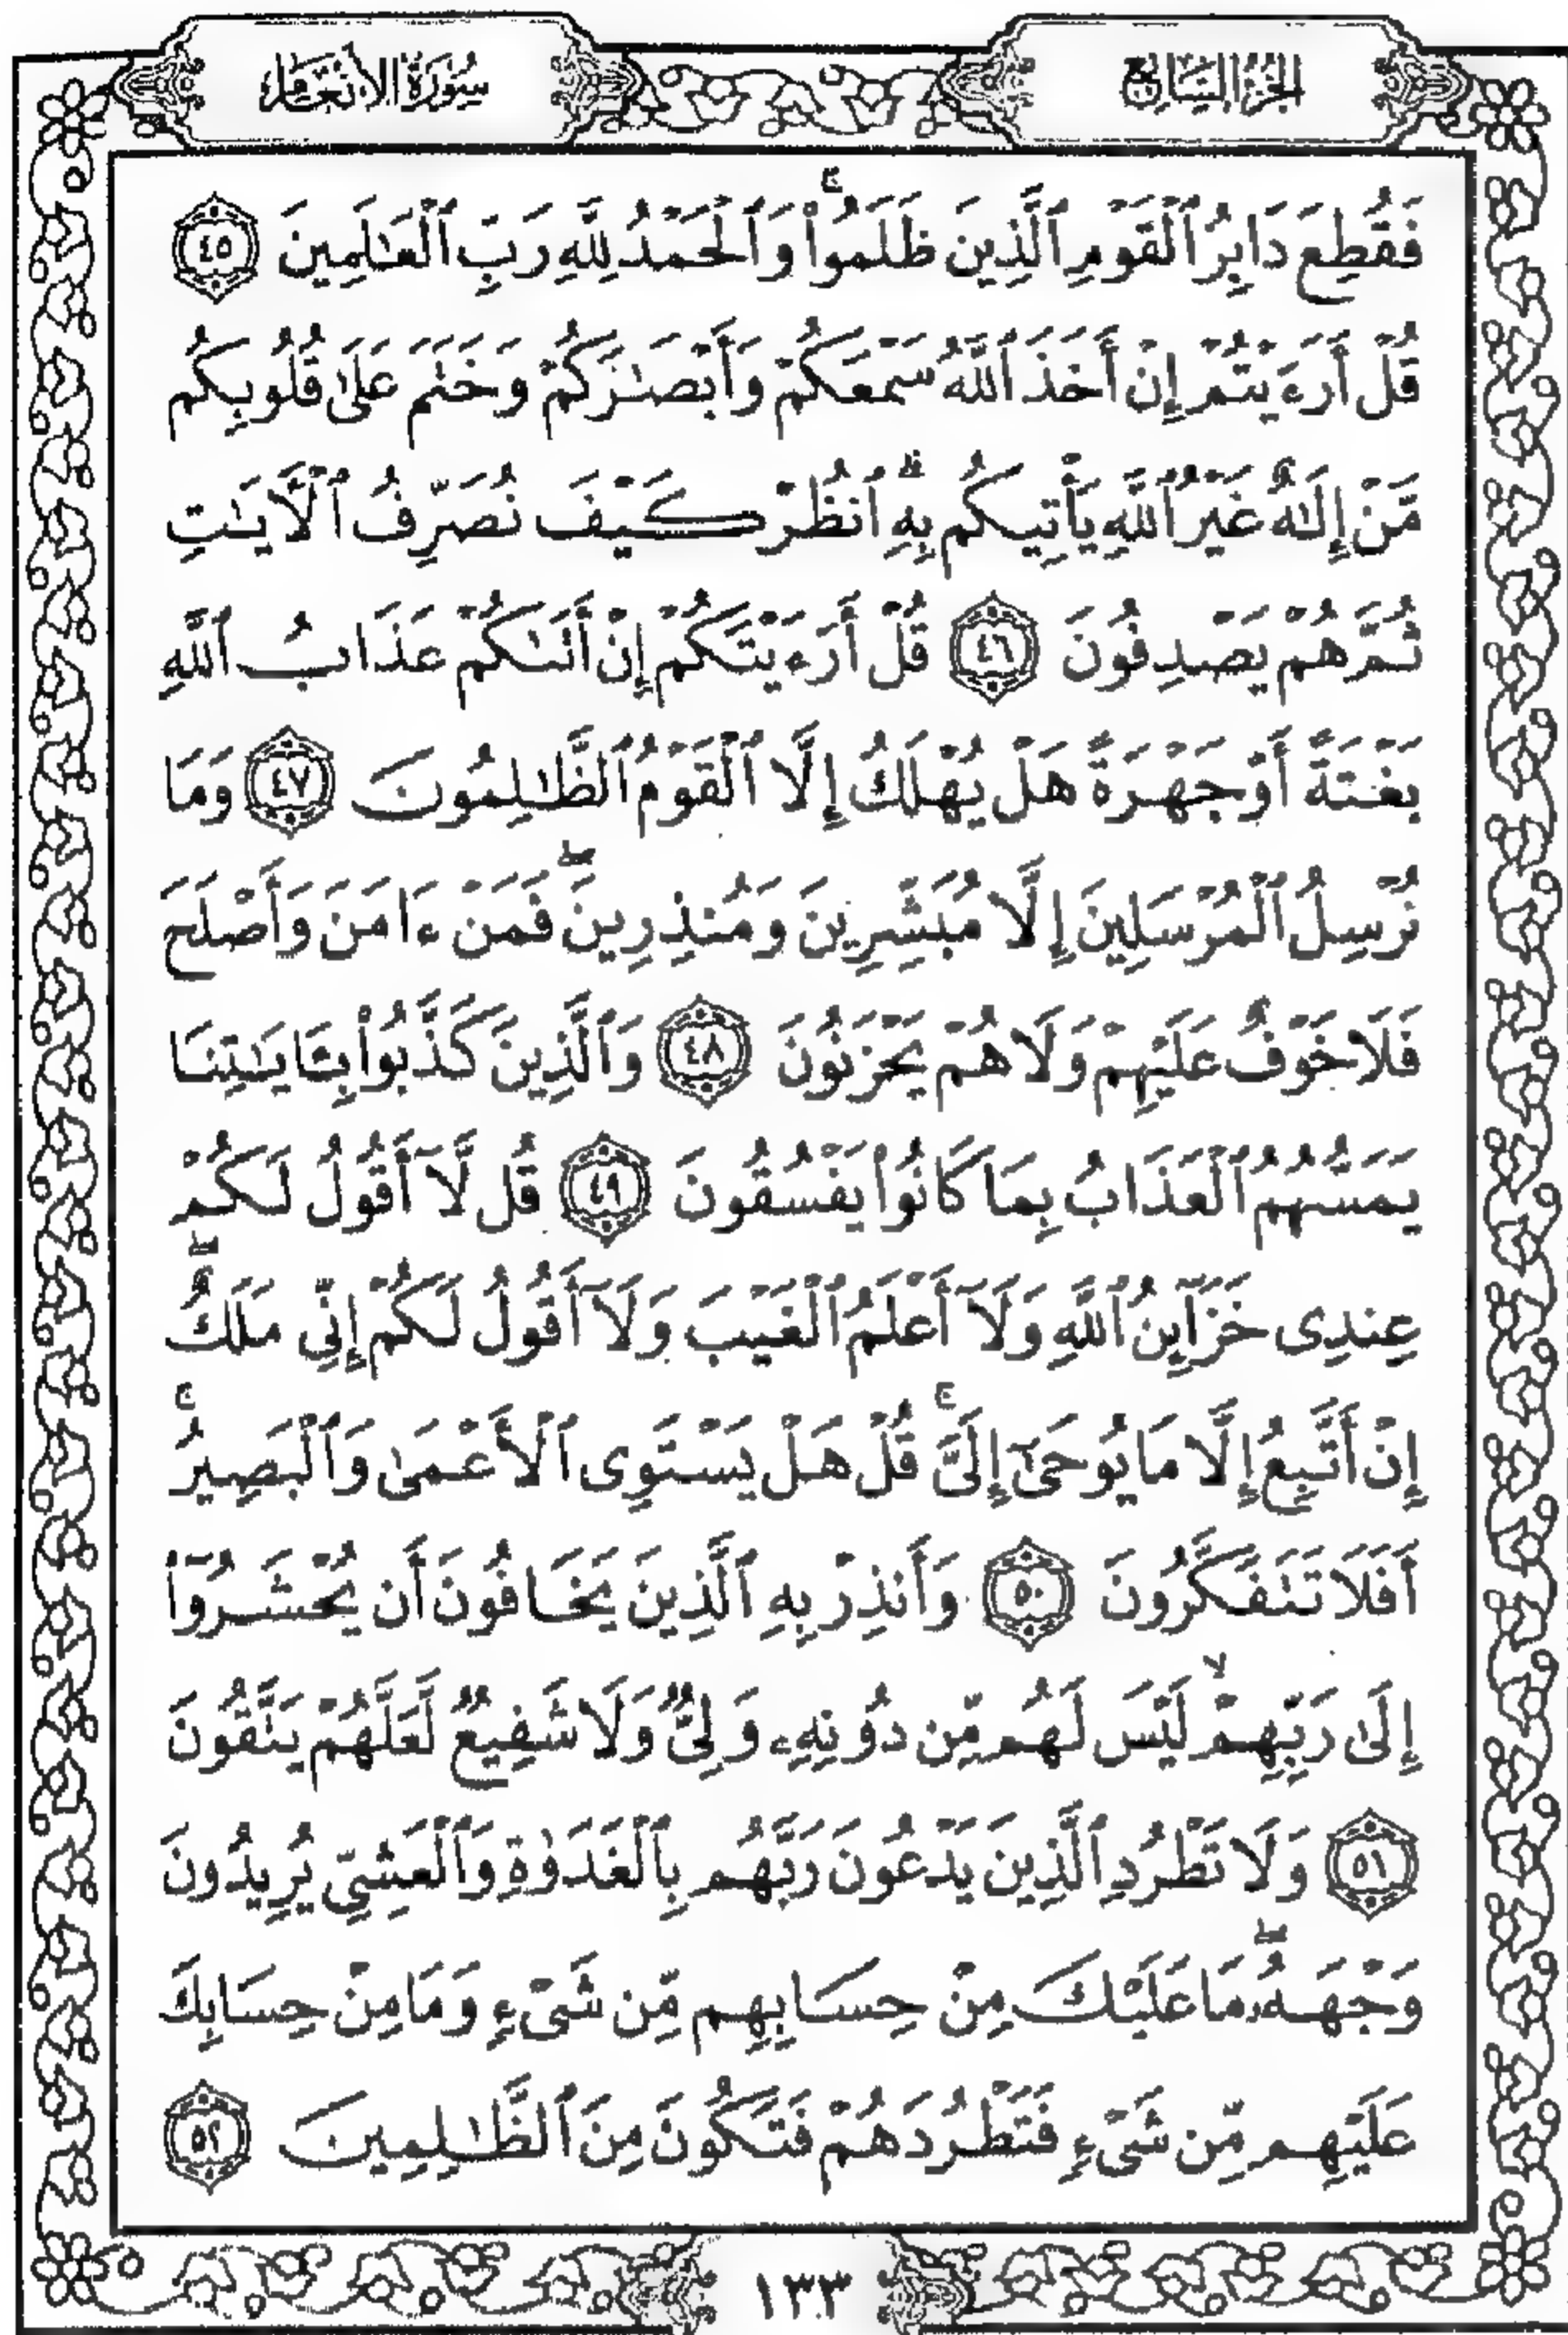 الجزء السابع
سورة الأنعام
فَقُطِعَ دَابِرُ ٱلْقَوْمِ ٱلَّذِينَ ظَلَمُوا۟ ۚ وَٱلْحَمْدُ لِلَّهِ رَبِّ ٱلْعَـٰلَمِينَ ٤٥
قُلْ أَرَءَيْتُمْ إِنْ أَخَذَ ٱللَّهُ سَمْعَكُمْ وَأَبْصَـٰرَكُمْ وَخَتَمَ عَلَىٰ قُلُوبِكُم
مَّنْ إِلَـٰهٌ غَيْرُ ٱللَّهِ يَأْتِيكُم بِهِ ۗ ٱنظُرْ كَيْفَ نُصَرِّفُ ٱلْـَٔايَـٰتِ
ثُمَّ هُمْ يَصْدِفُونَ ٤٦ قُلْ أَرَءَيْتَكُمْ إِنْ أَتَىٰكُمْ عَذَابُ ٱللَّهِ
بَغْتَةً أَوْ جَهْرَةً هَلْ يُهْلَكُ إِلَّا ٱلْقَوْمُ ٱلظَّـٰلِمُونَ ٤٧ وَمَا
نُرْسِلُ ٱلْمُرْسَلِينَ إِلَّا مُبَشِّرِينَ وَمُنذِرِينَ ۖ فَمَنْ ءَامَنَ وَأَصْلَحَ
فَلَا خَوْفٌ عَلَيْهِمْ وَلَا هُمْ يَحْزَنُونَ ٤٨ وَٱلَّذِينَ كَذَّبُوا۟ بِـَٔايَـٰتِنَا
يَمَسُّهُمُ ٱلْعَذَابُ بِمَا كَانُوا۟ يَفْسُقُونَ ٤٩ قُل لَّآ أَقُولُ لَكُمْ
عِندِى خَزَآئِنُ ٱللَّهِ وَلَآ أَعْلَمُ ٱلْغَيْبَ وَلَآ أَقُولُ لَكُمْ إِنِّى مَلَكٌ ۖ
إِنْ أَتَّبِعُ إِلَّا مَا يُوحَىٰٓ إِلَىَّ ۚ قُلْ هَلْ يَسْتَوِى ٱلْأَعْمَىٰ وَٱلْبَصِيرُ ۚ
أَفَلَا تَتَفَكَّرُونَ ٥٠ وَأَنذِرْ بِهِ ٱلَّذِينَ يَخَافُونَ أَن يُحْشَرُوٓا۟
إِلَىٰ رَبِّهِمْ ۙ لَيْسَ لَهُم مِّن دُونِهِۦ وَلِىٌّ وَلَا شَفِيعٌ لَّعَلَّهُمْ يَتَّقُونَ
٥١ وَلَا تَطْرُدِ ٱلَّذِينَ يَدْعُونَ رَبَّهُم بِٱلْغَدَوٰةِ وَٱلْعَشِىِّ يُرِيدُونَ
وَجْهَهُۥ ۖ مَا عَلَيْكَ مِنْ حِسَابِهِم مِّن شَىْءٍ وَمَا مِنْ حِسَابِكَ
عَلَيْهِم مِّن شَىْءٍ فَتَطْرُدَهُمْ فَتَكُونَ مِنَ ٱلظَّـٰلِمِينَ ٥٢
١٣٣